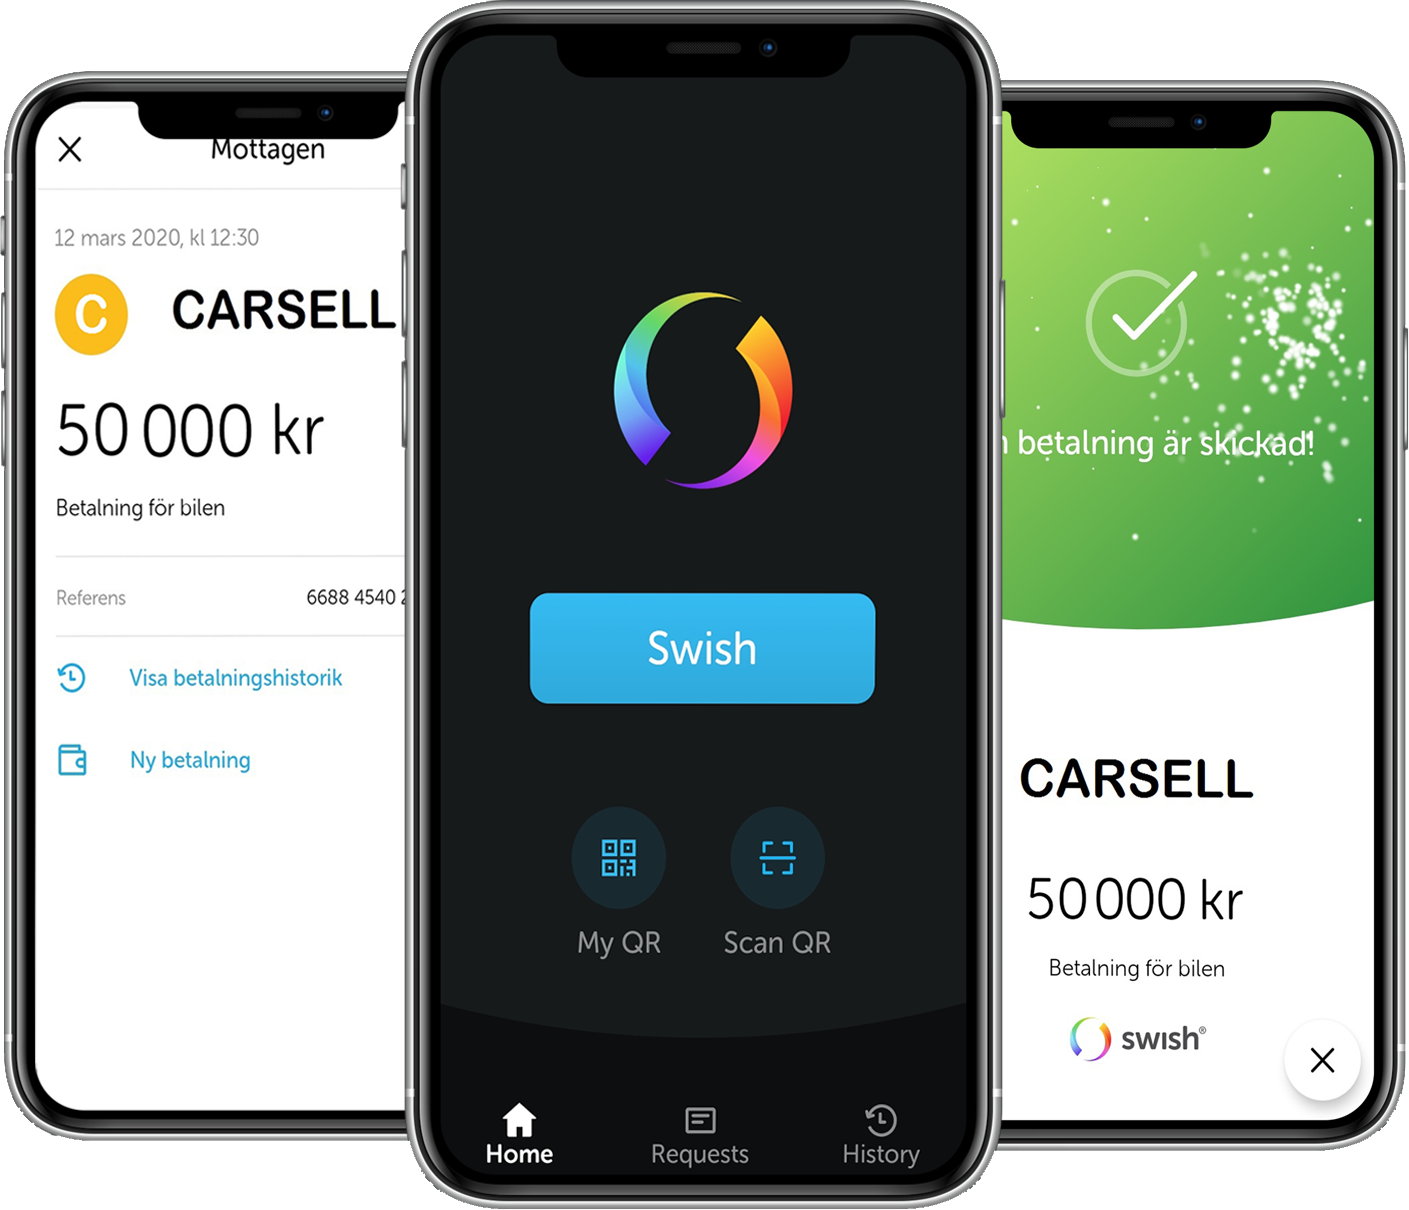 Mottagen
12 mars 2020, kl 12:30
C
CARSELL
50 000 kr
Betalning för bilen
Referens 6688 4540
Visa betalningshistorik
Ny betalning
Swish
My QR
Scan QR
Home
Requests
History
betalning är skickad!
CARSELL
50 000 kr
Betalning för bilen
swish®